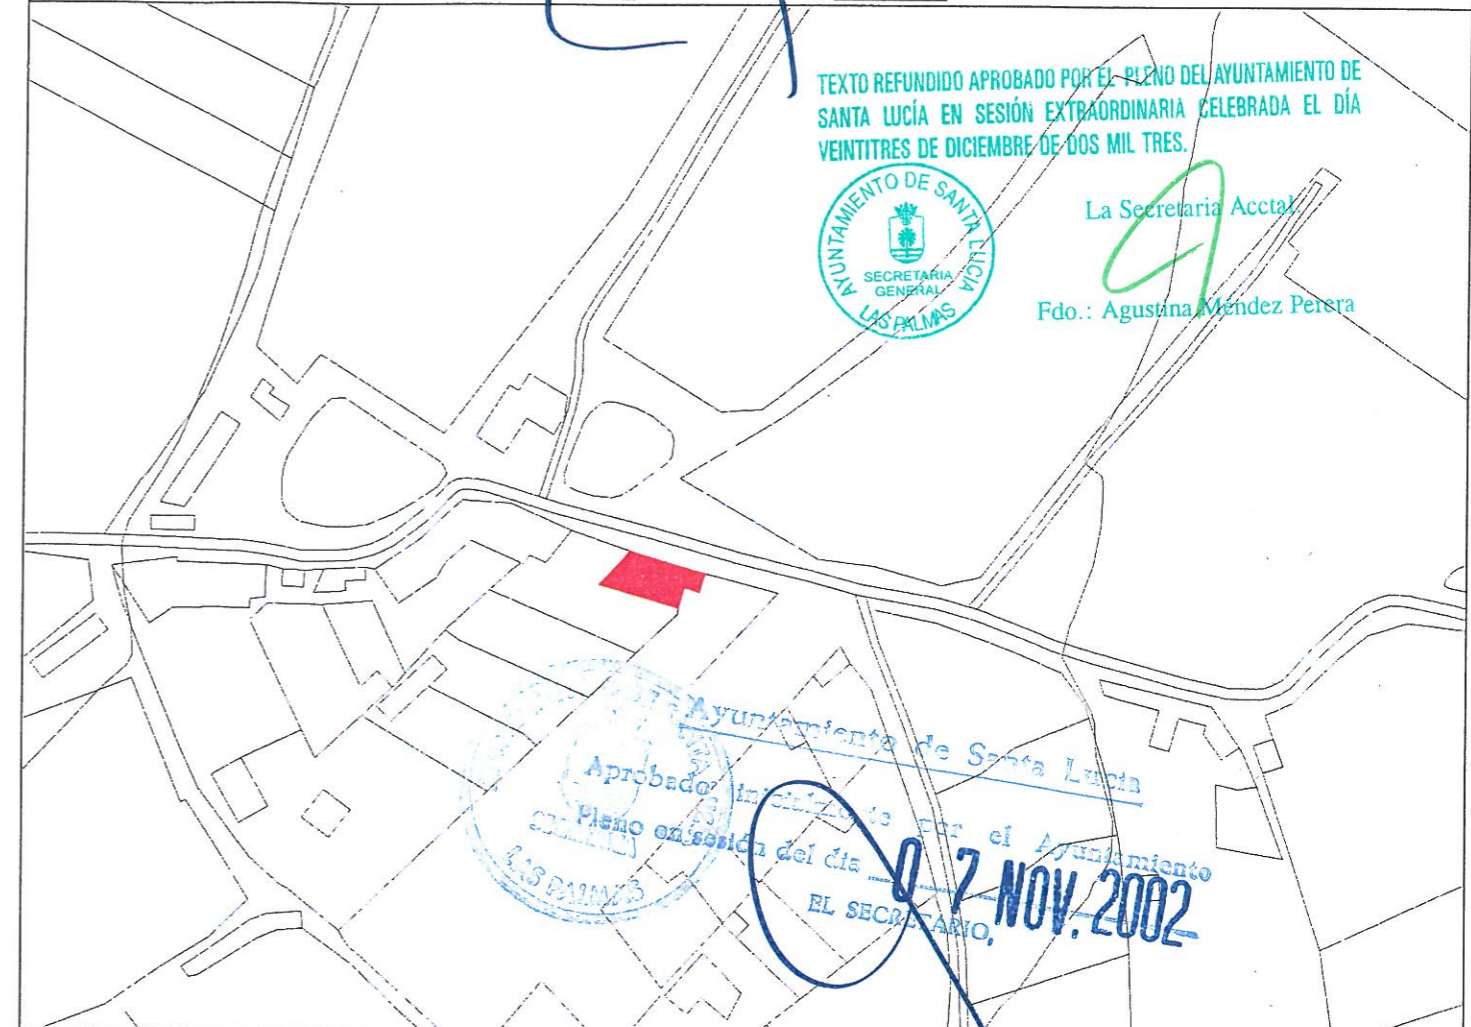 TEXTO REFUNDIDO APROBADO POR EL PLENO DEL AYUNTAMIENTO DE
SANTA LUCÍA EN SESIÓN EXTRAORDINARIA CELEBRADA EL DÍA
VEINTITRES DE DICIEMBRE DE DOS MIL TRES.
AYUNTAMIENTO DE SANTA LUCIA
SECRETARIA
GENERAL
LAS PALMAS
La Secretaria Acctal.
Fdo.: Agustina Méndez Perera
Ayuntamiento de Santa Lucia
Aprobado inicialmente por el Ayuntamiento
Pleno en sesión del día 07 NOV. 2002
EL SECRETARIO,
LAS PALMAS